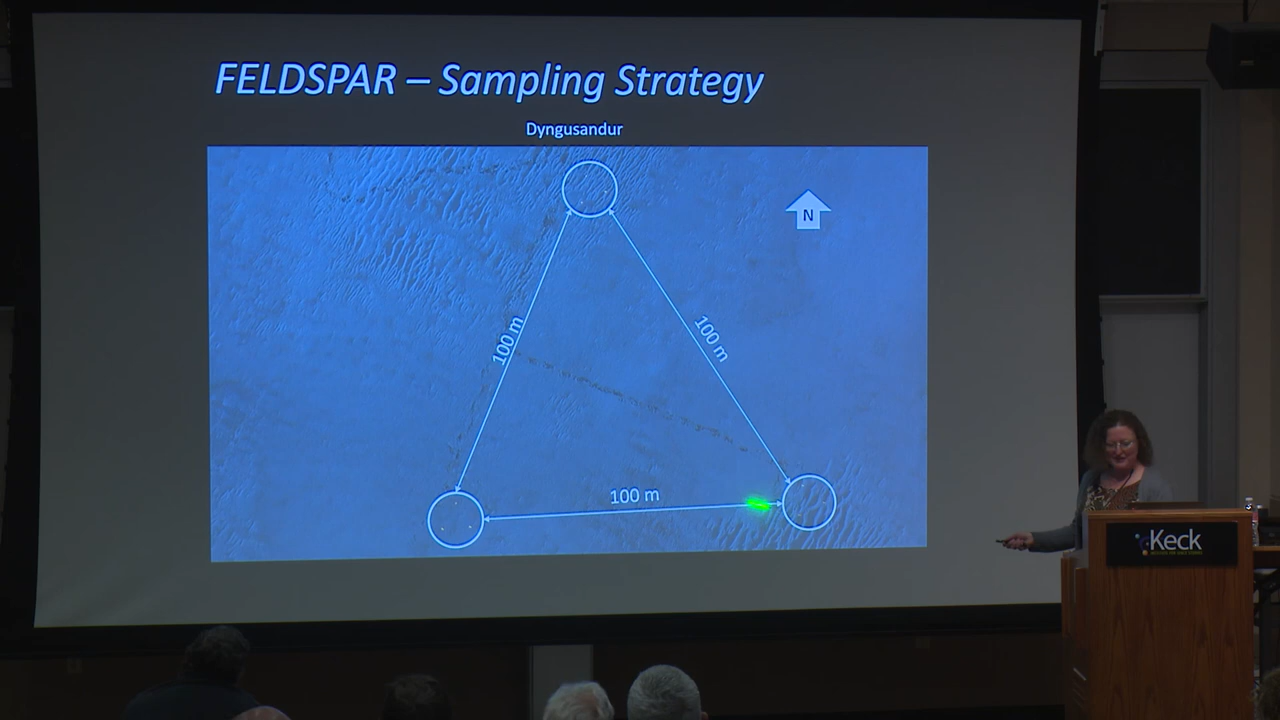 FELDSPAR – Sampling Strategy
Dyngusandur
N
100 m
100 m
100 m
Keck